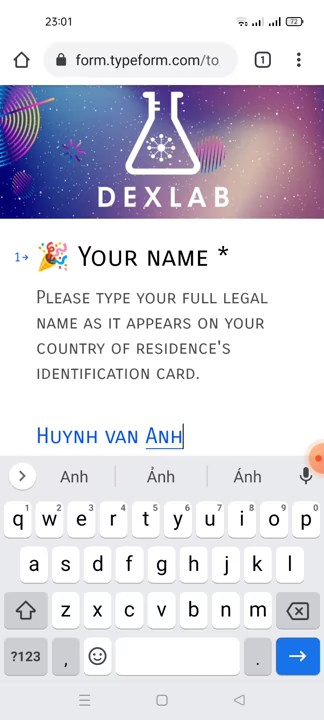 23:01
72
form.typeform.com/to
1
DEXLAB
1 YOUR NAME *
PLEASE TYPE YOUR FULL LEGAL
NAME AS IT APPEARS ON YOUR
COUNTRY OF RESIDENCE'S
IDENTIFICATION CARD.
HUYNH VAN ANH
Anh Ảnh Ánh
1 2 3 4 5 6 7 8 9 0
q w e r t y u i o p
a s d f g h j k l
z x c v b n m
?123 , .